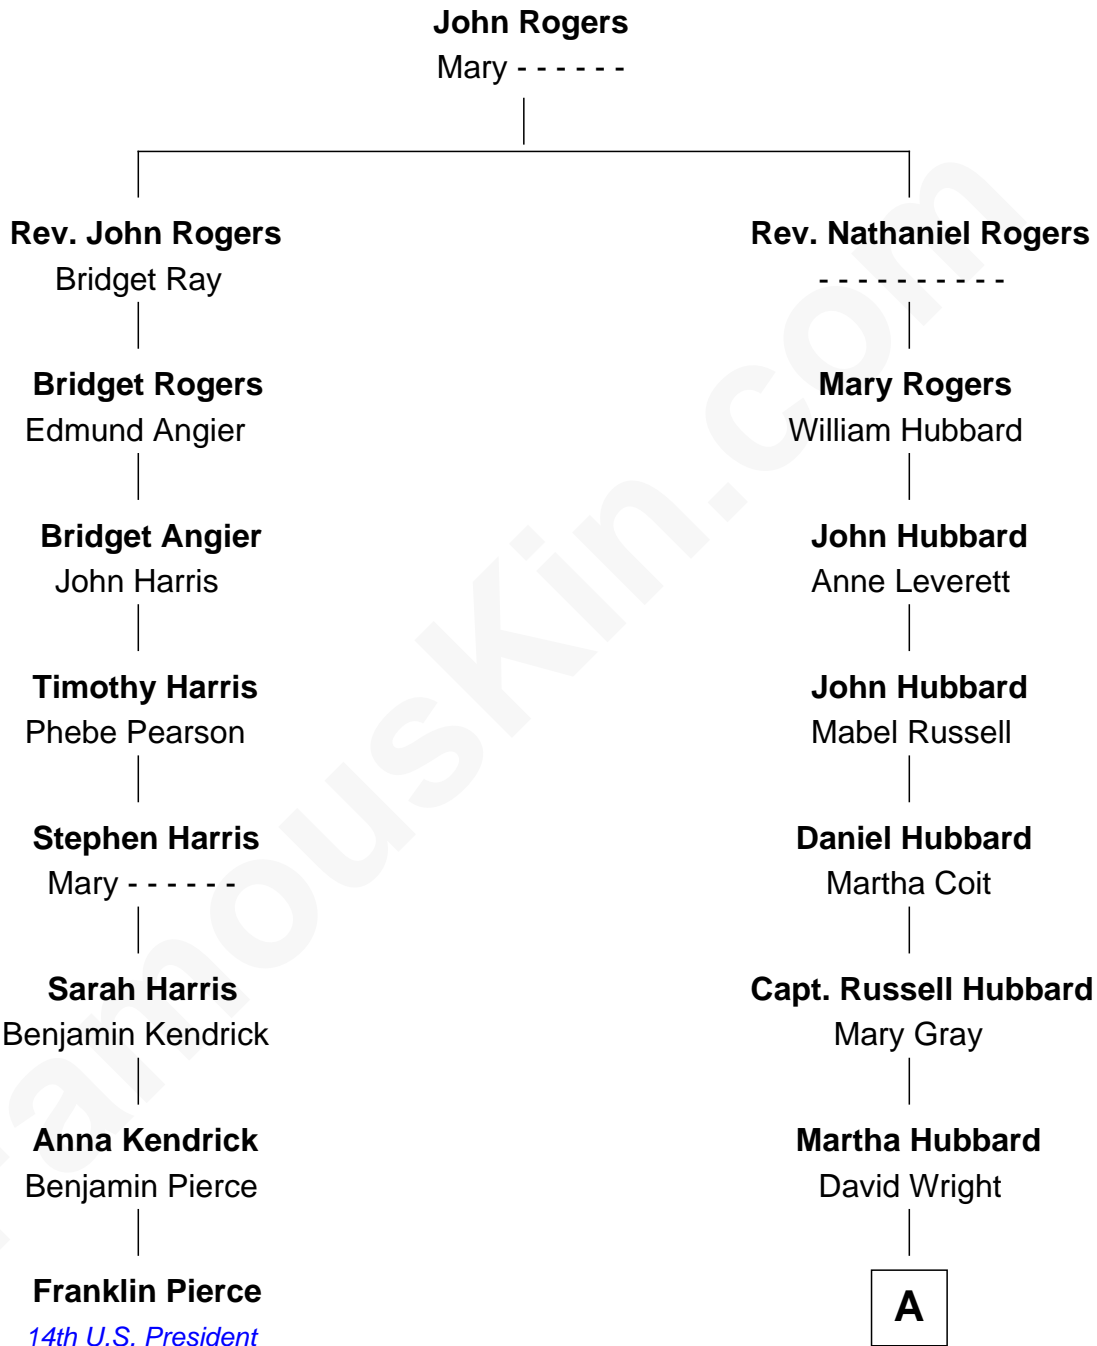 John Rogers
Mary - - - - - -
Rev. John Rogers
Bridget Ray
Rev. Nathaniel Rogers
- - - - - - - - - -
Bridget Rogers
Edmund Angier
Mary Rogers
William Hubbard
Bridget Angier
John Harris
John Hubbard
Anne Leverett
Timothy Harris
Phebe Pearson
John Hubbard
Mabel Russell
Stephen Harris
Mary - - - - - -
Daniel Hubbard
Martha Coit
Sarah Harris
Benjamin Kendrick
Capt. Russell Hubbard
Mary Gray
Anna Kendrick
Benjamin Pierce
Martha Hubbard
David Wright
Franklin Pierce
14th U.S. President
A
FamousKin.com